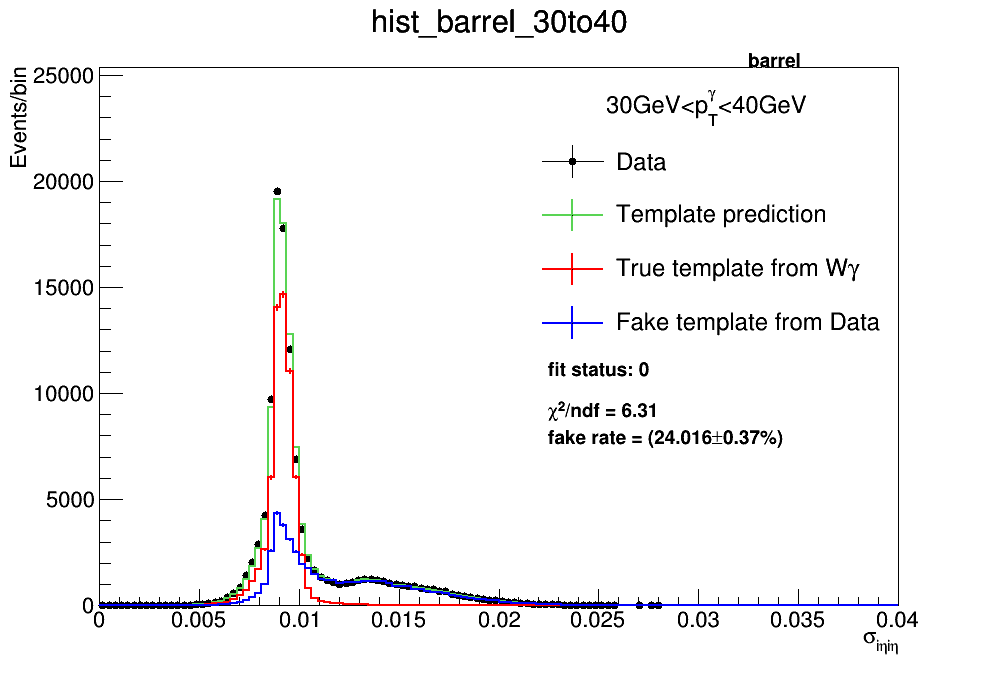 hist_barrel_30to40
barrel
Events/bin
25000
20000
15000
10000
5000
0
30GeV<p_T^γ<40GeV
Data
Template prediction
True template from Wγ
Fake template from Data
fit status: 0
χ²/ndf = 6.31
fake rate = (24.016±0.37%)
0 0.005 0.01 0.015 0.02 0.025 0.03 0.035 0.04
σ_iηiη